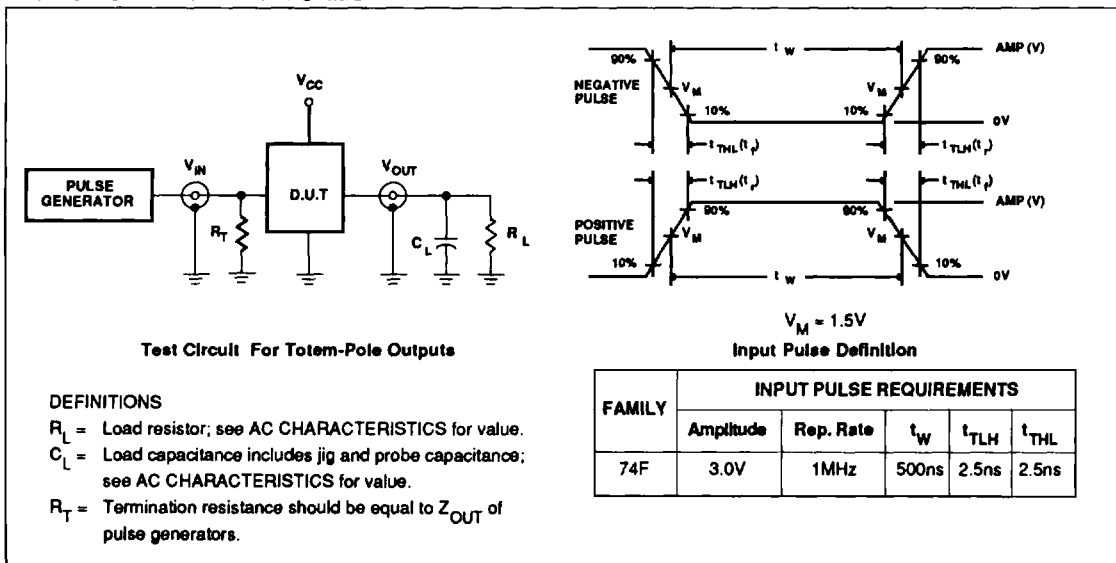 V_CC
V_IN
V_OUT
PULSE GENERATOR
D.U.T
R_T
C_L
R_L
Test Circuit For Totem-Pole Outputs
DEFINITIONS
R_L = Load resistor; see AC CHARACTERISTICS for value.
C_L = Load capacitance includes jig and probe capacitance;
see AC CHARACTERISTICS for value.
R_T = Termination resistance should be equal to Z_OUT of
pulse generators.
t_W
AMP (V)
90%
90%
NEGATIVE
PULSE
V_M
V_M
10%
10%
0V
t_THL(t_f)
t_TLH(t_r)
t_TLH(t_r)
t_THL(t_f)
AMP (V)
90%
90%
POSITIVE
PULSE
V_M
V_M
10%
10%
t_W
0V
V_M = 1.5V
Input Pulse Definition
FAMILY
INPUT PULSE REQUIREMENTS
Amplitude Rep. Rate t_W t_TLH t_THL
74F 3.0V 1MHz 500ns 2.5ns 2.5ns